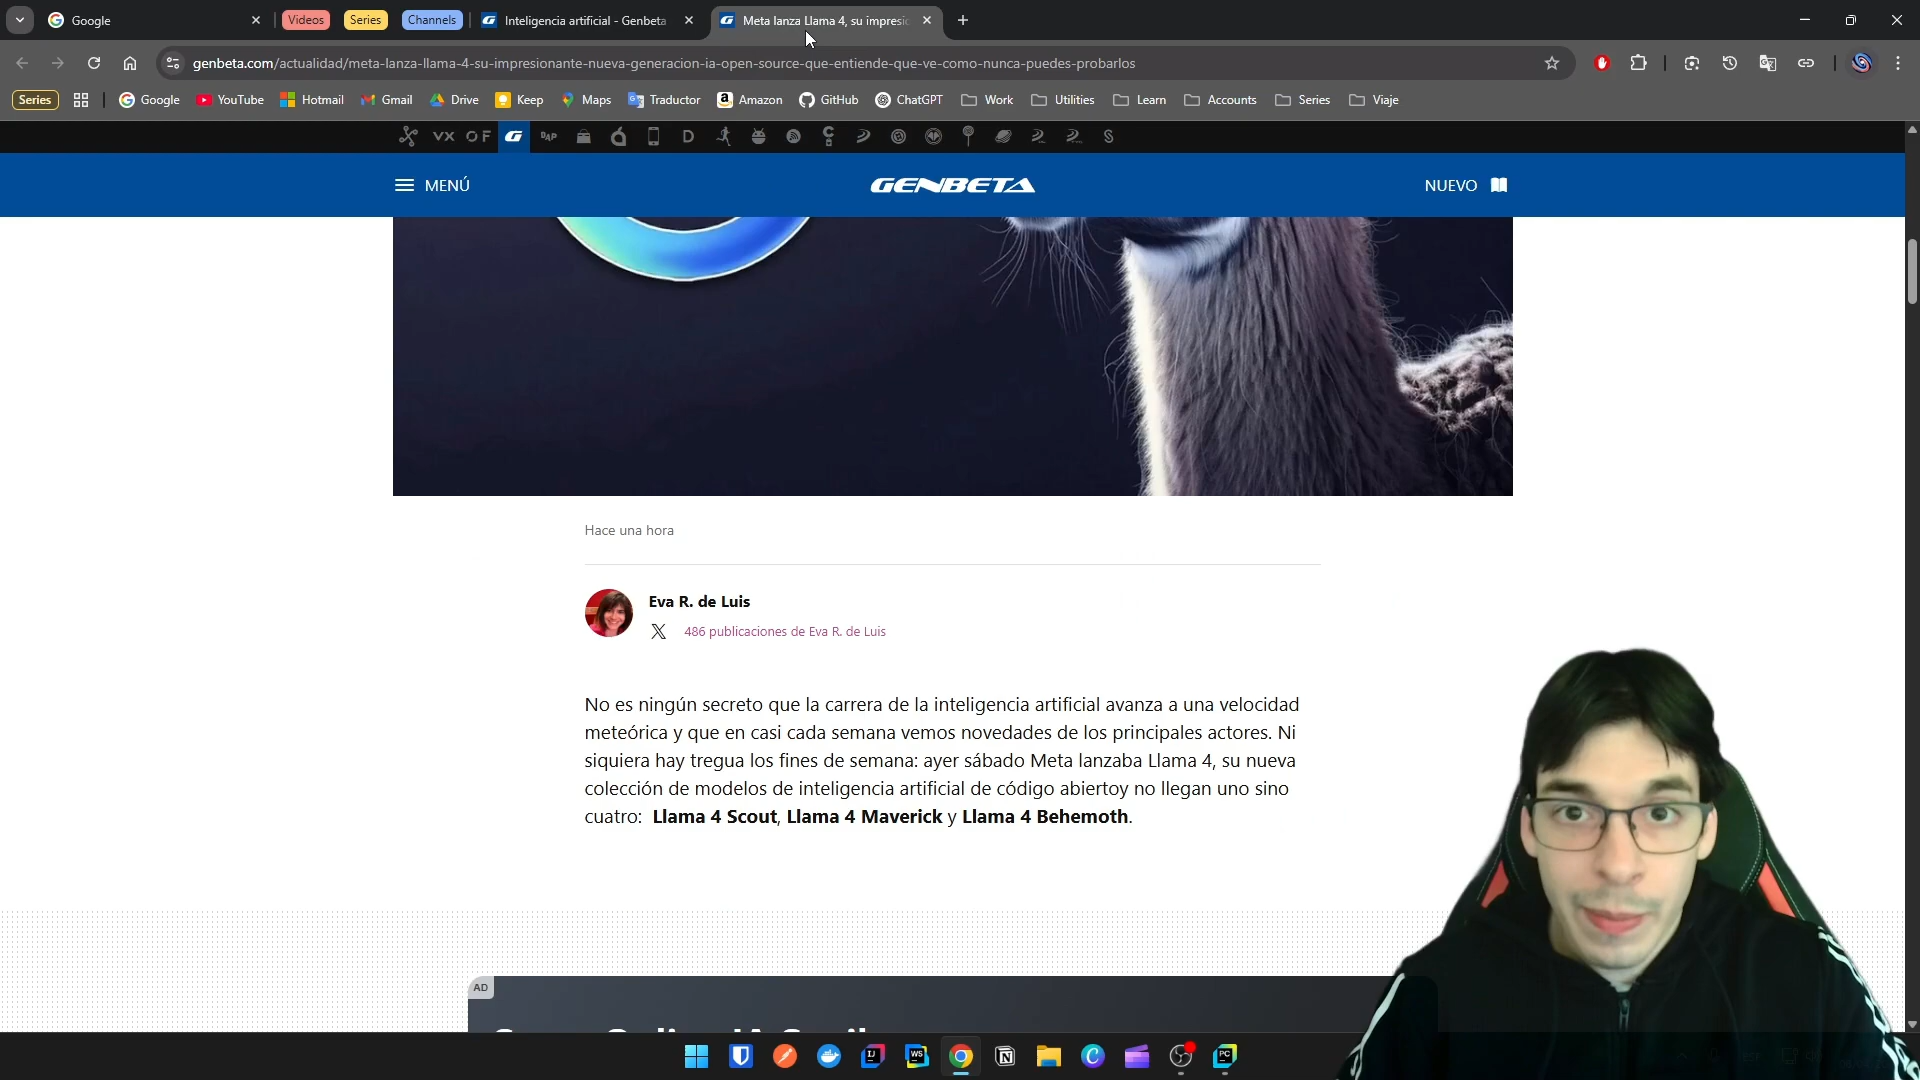 Google
Videos
Series
Channels
Inteligencia artificial - Genbeta
Meta lanza Llama 4, su impresio
genbeta.com/actualidad/meta-lanza-llama-4-su-impresionante-nueva-generacion-ia-open-source-que-entiende-que-ve-como-nunca-puedes-probarlos
Series
Google
YouTube
Hotmail
Gmail
Drive
Keep
Maps
Traductor
Amazon
GitHub
ChatGPT
Work
Utilities
Learn
Accounts
Series
Viaje
MENÚ
GENBETA
NUEVO
Hace una hora
Eva R. de Luis
486 publicaciones de Eva R. de Luis
No es ningún secreto que la carrera de la inteligencia artificial avanza a una velocidad
meteórica y que en casi cada semana vemos novedades de los principales actores. Ni
siquiera hay tregua los fines de semana: ayer sábado Meta lanzaba Llama 4, su nueva
colección de modelos de inteligencia artificial de código abiertoy no llegan uno sino
cuatro: Llama 4 Scout, Llama 4 Maverick y Llama 4 Behemoth.
AD